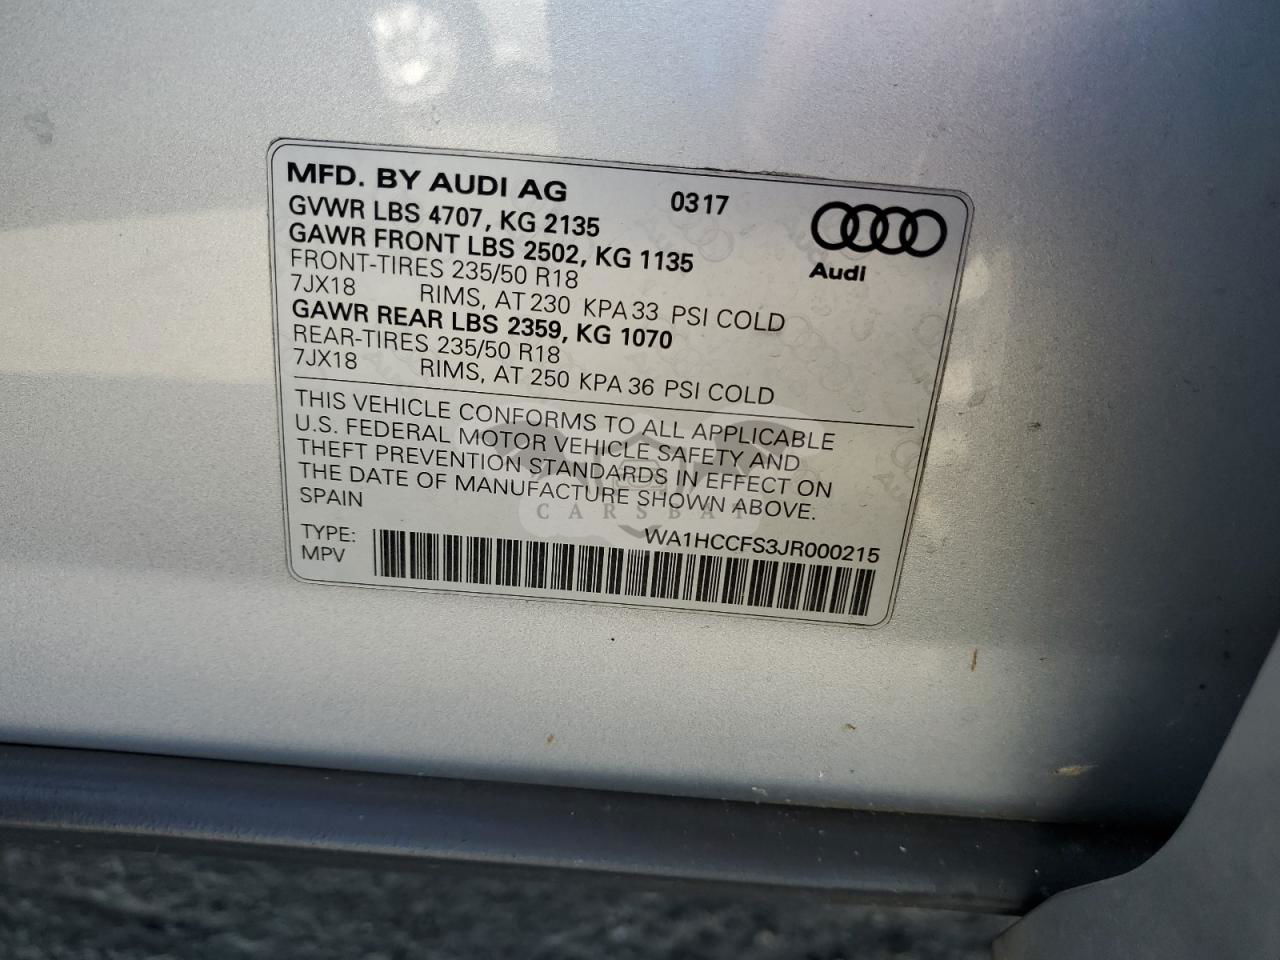 MFD. BY AUDI AG 0317
GVWR LBS 4707, KG 2135
GAWR FRONT LBS 2502, KG 1135
FRONT-TIRES 235/50 R18
7JX18 RIMS, AT 230 KPA 33 PSI COLD
GAWR REAR LBS 2359, KG 1070
REAR-TIRES 235/50 R18
7JX18 RIMS, AT 250 KPA 36 PSI COLD
Audi
THIS VEHICLE CONFORMS TO ALL APPLICABLE
U.S. FEDERAL MOTOR VEHICLE SAFETY AND
THEFT PREVENTION STANDARDS IN EFFECT ON
THE DATE OF MANUFACTURE SHOWN ABOVE.
SPAIN
CARSBAT
WA1HCCFS3JR000215
TYPE:
MPV